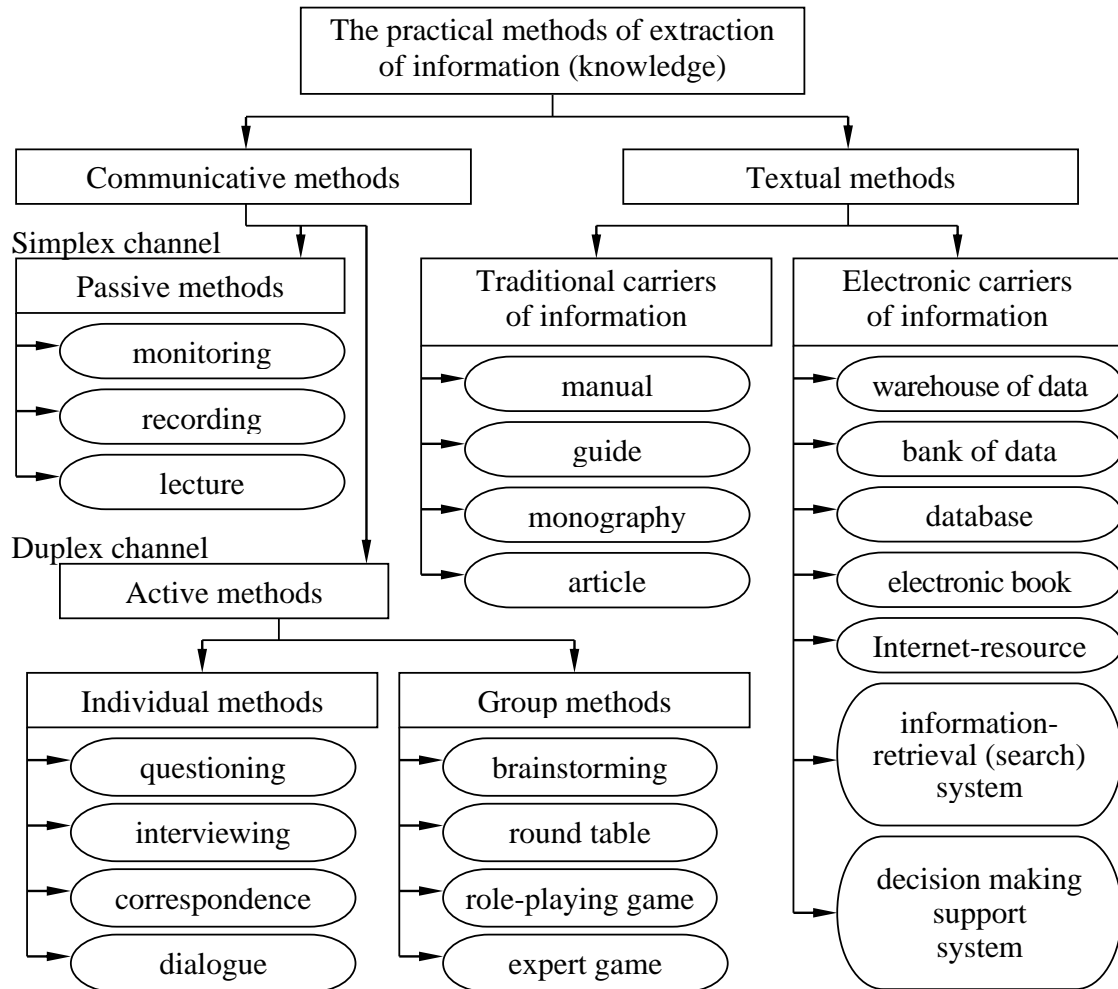 The practical methods of extraction
of information (knowledge)
Communicative methods
Textual methods
Simplex channel
Passive methods
monitoring
recording
lecture
Duplex channel
Active methods
Individual methods
questioning
interviewing
correspondence
dialogue
Group methods
brainstorming
round table
role-playing game
expert game
Traditional carriers
of information
manual
guide
monography
article
Electronic carriers
of information
warehouse of data
bank of data
database
electronic book
Internet-resource
information-
retrieval (search)
system
decision making
support
system